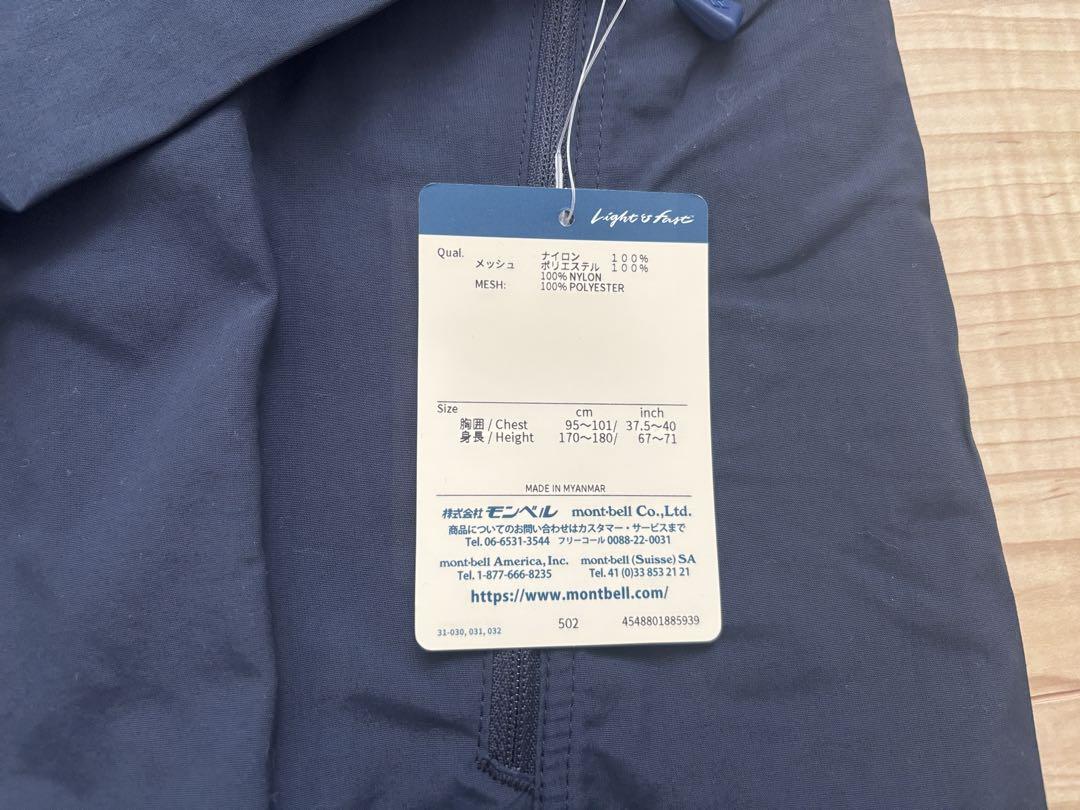 Light & Fast
Qual. ナイロン 100%
メッシュ ポリエステル 100%
100% NYLON
MESH: 100% POLYESTER
Size cm inch
胸囲 / Chest 95～101/ 37.5～40
身長 / Height 170～180/ 67～71
MADE IN MYANMAR
株式会社 モンベル mont-bell Co.,Ltd.
商品についてのお問い合わせはカスタマー・サービスまで
Tel. 06-6531-3544 フリーコール 0088-22-0031
mont-bell America, Inc. mont-bell (Suisse) SA
Tel. 1-877-666-8235 Tel. 41 (0)33 853 21 21
https://www.montbell.com/
31-030, 031, 032 502 4548801885939